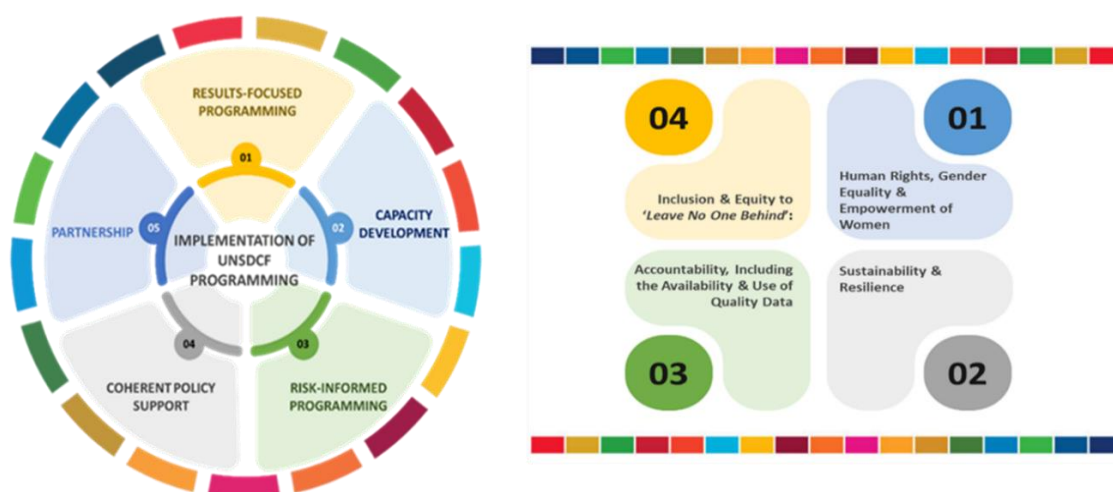 RESULTS-FOCUSED
PROGRAMMING
01
CAPACITY
DEVELOPMENT
02
RISK-INFORMED
PROGRAMMING
03
COHERENT POLICY
SUPPORT
04
PARTNERSHIP
05
IMPLEMENTATION OF
UNSDCF
PROGRAMMING
04
Inclusion & Equity to
‘Leave No One Behind’:
01
Human Rights, Gender
Equality &
Empowerment of
Women
Accountability, Including
the Availability & Use of
Quality Data
03
Sustainability &
Resilience
02